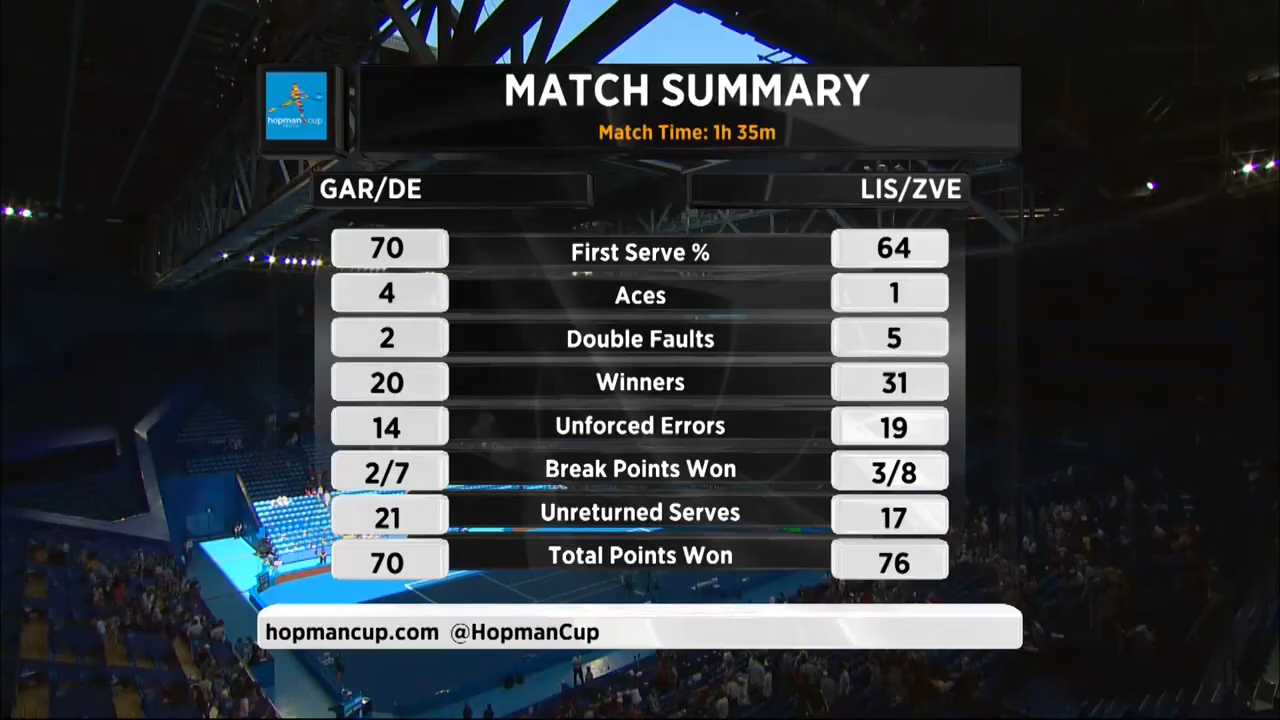 MATCH SUMMARY
Match Time: 1h 35m
hopman cup
GAR/DE LIS/ZVE
70 First Serve % 64
4 Aces 1
2 Double Faults 5
20 Winners 31
14 Unforced Errors 19
2/7 Break Points Won 3/8
21 Unreturned Serves 17
70 Total Points Won 76
hopmancup.com @HopmanCup